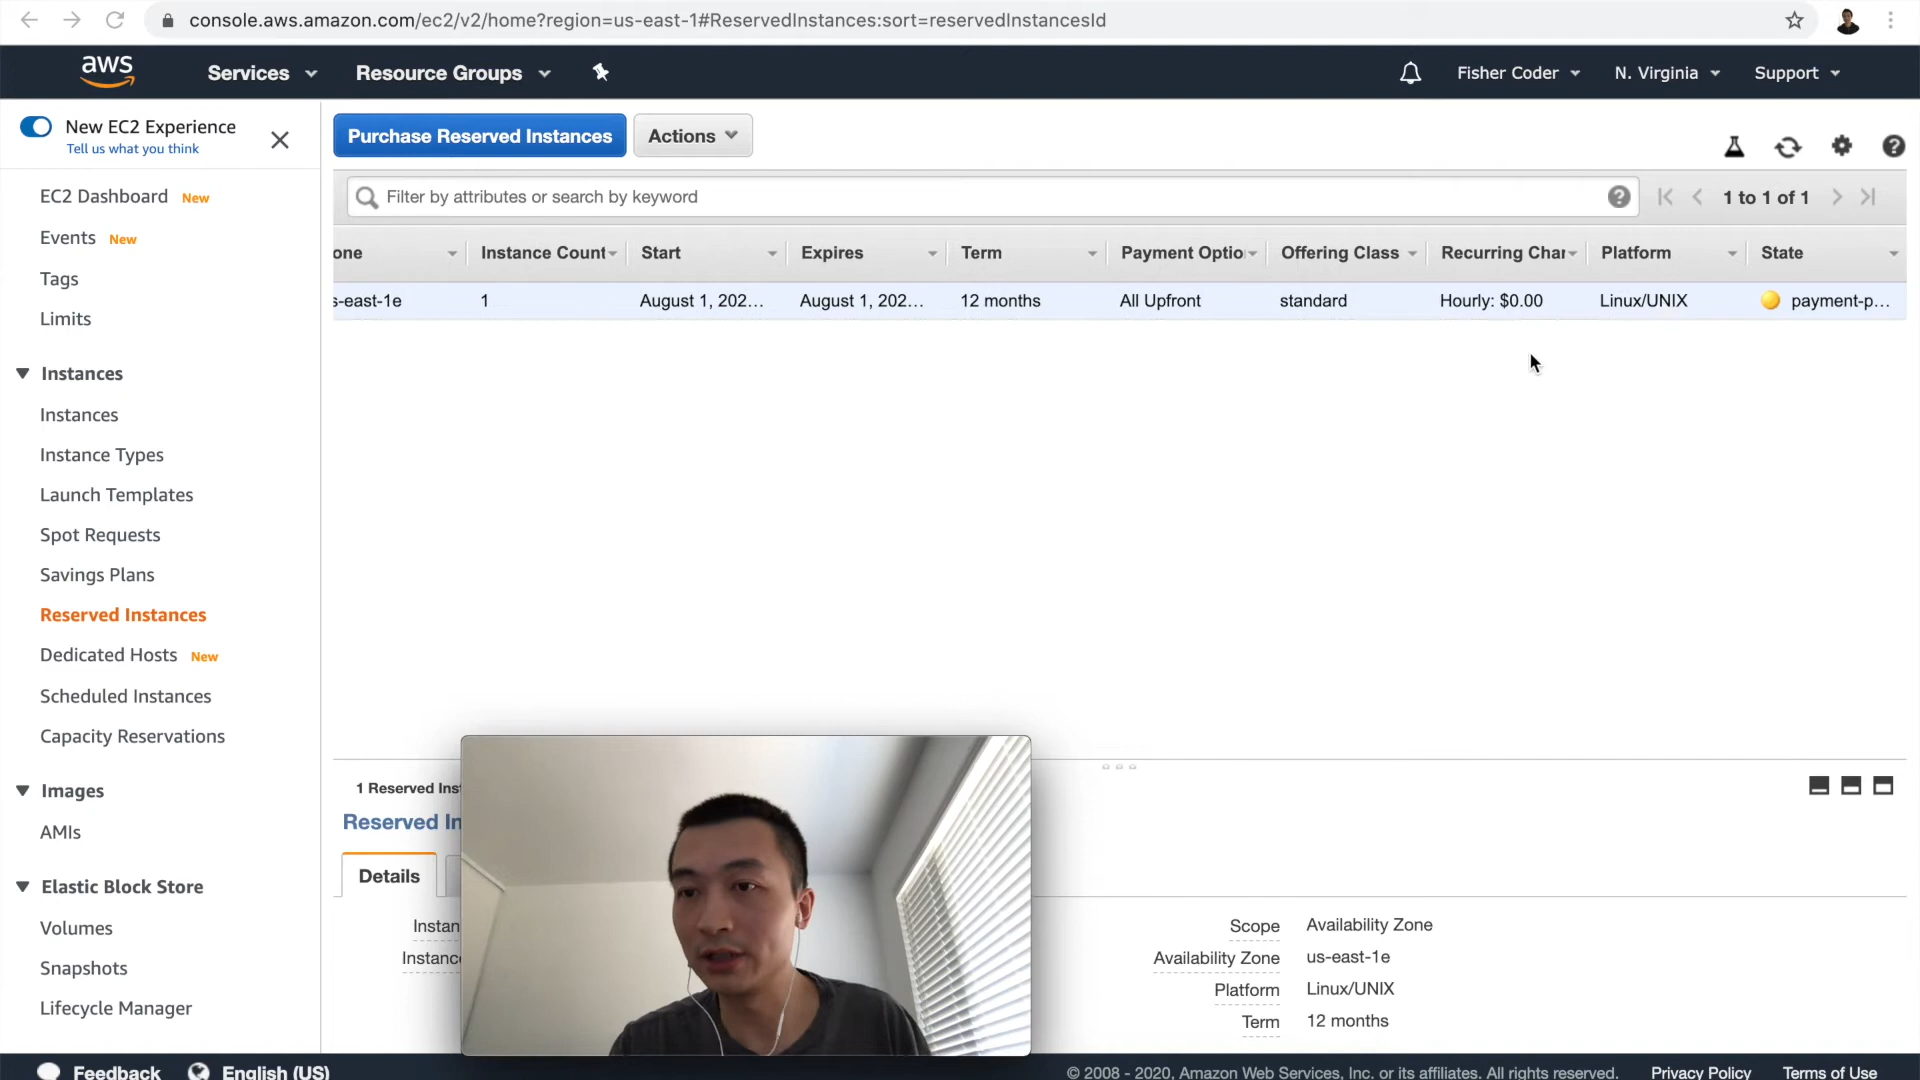 console.aws.amazon.com/ec2/v2/home?region=us-east-1#ReservedInstances:sort=reservedInstancesId
aws
Services
Resource Groups
Fisher Coder
N. Virginia
Support
New EC2 Experience
Tell us what you think
Purchase Reserved Instances
Actions
Filter by attributes or search by keyword
1 to 1 of 1
EC2 Dashboard New
Events New
Tags
Limits
Instances
Instances
Instance Types
Launch Templates
Spot Requests
Savings Plans
Reserved Instances
Dedicated Hosts New
Scheduled Instances
Capacity Reservations
Images
AMIs
Elastic Block Store
Volumes
Snapshots
Lifecycle Manager
one Instance Count Start Expires Term Payment Optio Offering Class Recurring Char Platform State
s-east-1e 1 August 1, 202... August 1, 202... 12 months All Upfront standard Hourly: $0.00 Linux/UNIX payment-p...
1 Reserved Ins
Reserved In
Details
Instan
Instanc
Scope Availability Zone
Availability Zone us-east-1e
Platform Linux/UNIX
Term 12 months
Feedback
English (US)
© 2008 - 2020, Amazon Web Services, Inc. or its affiliates. All rights reserved.
Privacy Policy
Terms of Use